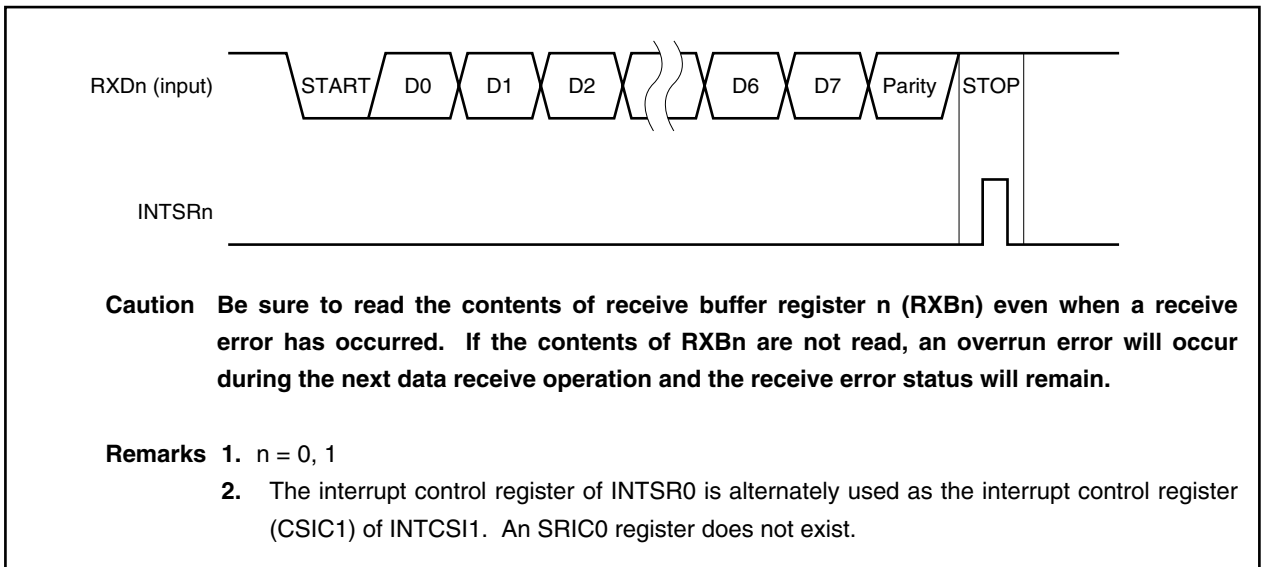 RXDn (input) START D0 D1 D2 D6 D7 Parity STOP
INTSRn
Caution Be sure to read the contents of receive buffer register n (RXBn) even when a receive
error has occurred. If the contents of RXBn are not read, an overrun error will occur
during the next data receive operation and the receive error status will remain.
Remarks 1. n = 0, 1
2. The interrupt control register of INTSR0 is alternately used as the interrupt control register
(CSIC1) of INTCSI1. An SRIC0 register does not exist.